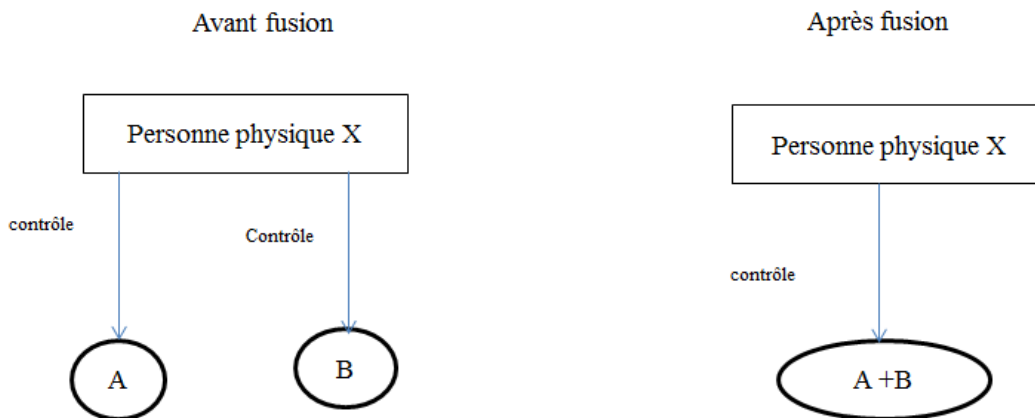 Avant fusion
Après fusion
Personne physique X
Personne physique X
contrôle
Contrôle
contrôle
A
B
A +B